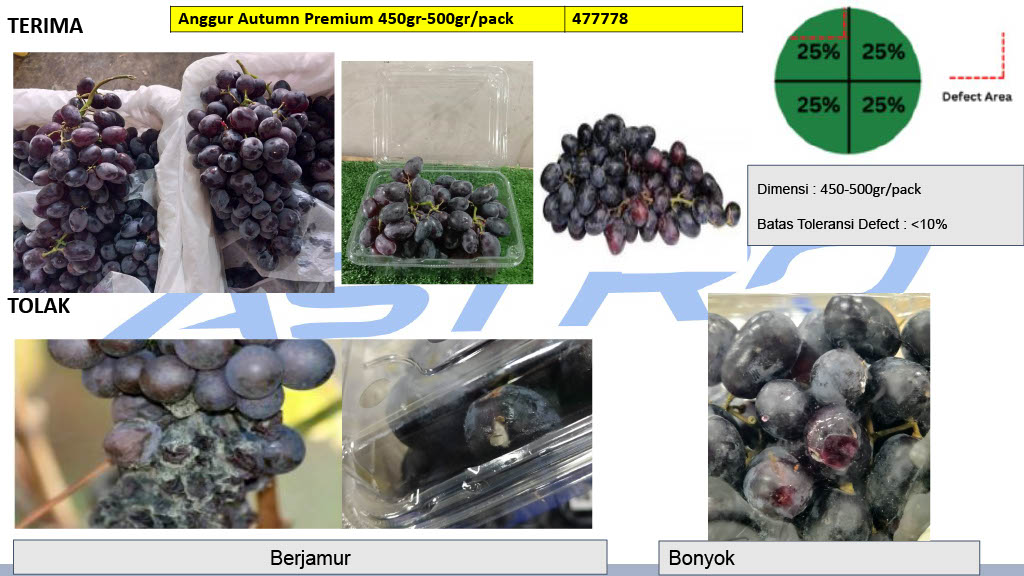 TERIMA
Anggur Autumn Premium 450gr-500gr/pack 477778
25% 25%
25% 25%
Defect Area
Dimensi : 450-500gr/pack
Batas Toleransi Defect : <10%
ASTRO
TOLAK
Berjamur
Bonyok